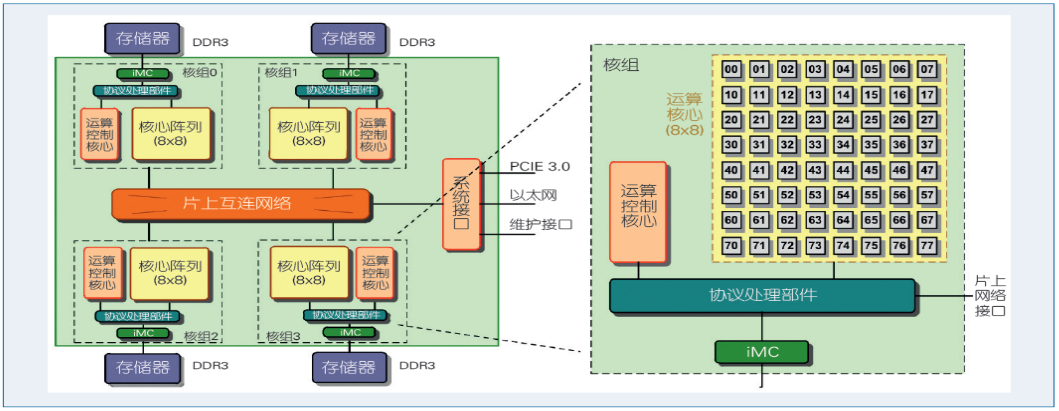 存储器
DDR3
存储器
DDR3
iMC
核组0
协议处理部件
运算
控制
核心
核心阵列
(8x8)
核组1
iMC
协议处理部件
核心阵列
(8x8)
运算
控制
核心
片上互连网络
系统接口
PCIE 3.0
以太网
维护接口
运算
控制
核心
核心阵列
(8x8)
协议处理部件
iMC
核组2
核心阵列
(8x8)
运算
控制
核心
协议处理部件
核组3
iMC
存储器
DDR3
存储器
DDR3
核组
运算
核心
(8x8)
00 01 02 03 04 05 06 07
10 11 12 13 14 15 16 17
20 21 22 23 24 25 26 27
30 31 32 33 34 35 36 37
40 41 42 43 44 45 46 47
50 51 52 53 54 55 56 57
60 61 62 63 64 65 66 67
70 71 72 73 74 75 76 77
运算
控制
核心
协议处理部件
片上
网络
接口
iMC